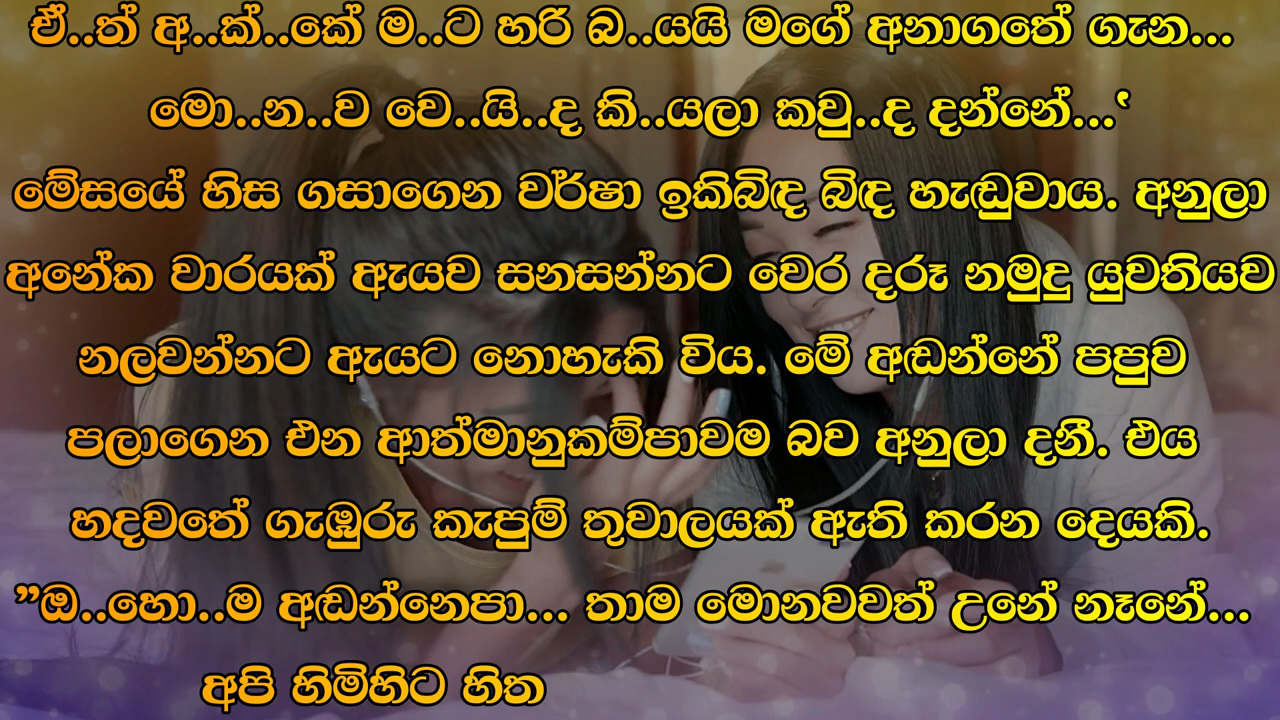 ඒ..ත් අ..ක්..කේ ම..ට හරි බ..යයි මගේ අනාගතේ ගැන...
මො..න..ව වෙ..යි..ද කි..යලා කවු..ද දන්නේ...‛
මේසයේ හිස ගසාගෙන වර්ෂා ඉකිබිඳ බිඳ හැඬුවාය. අනුලා
අනේක වාරයක් ඇයව සනසන්නට වෙර දරූ නමුදු යුවතියව
නලවන්නට ඇයට නොහැකි විය. මේ අඬන්නේ පපුව
පලාගෙන එන ආත්මානුකම්පාවම බව අනුලා දනී. එය
හදවතේ ගැඹුරු කැපුම් තුවාලයක් ඇති කරන දෙයකි.
”ඔ..හො..ම අඬන්නෙපා... තාම මොනවවත් උනේ නෑනේ...
අපි හිමිහිට හිත